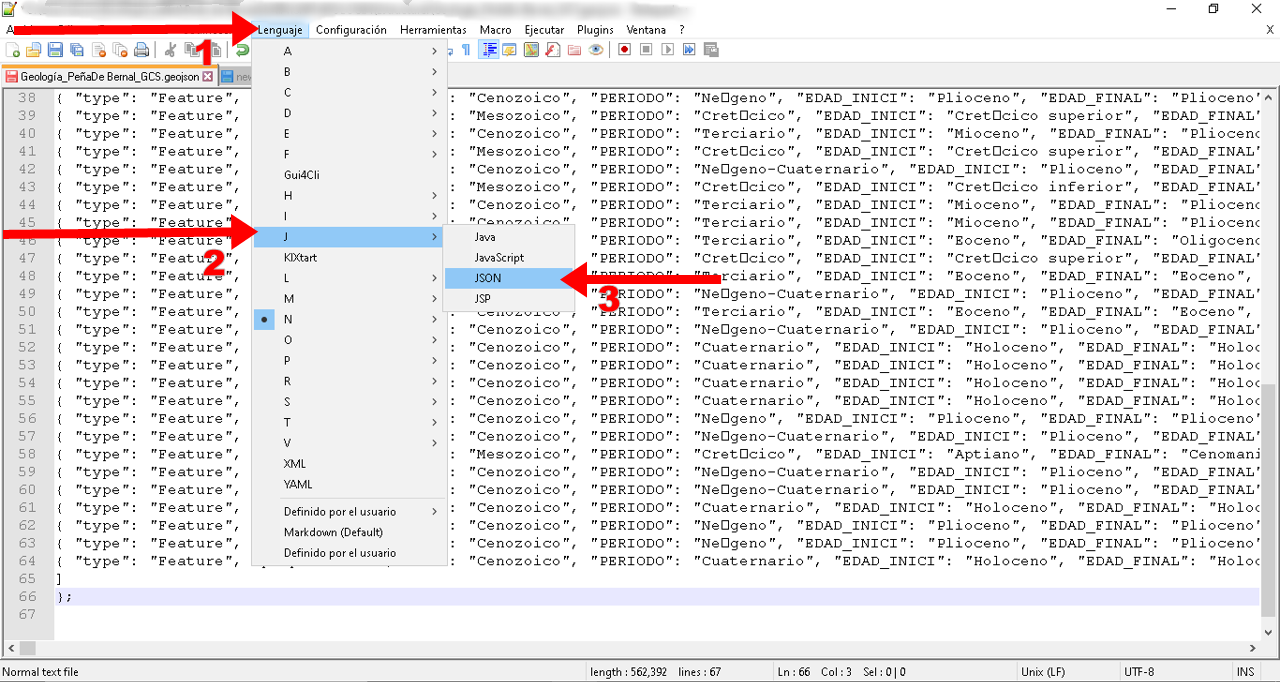 Lenguaje Configuración Herramientas Macro Ejecutar Plugins Ventana ? X
1
Geología_PeñaDe Bernal_GCS.geojson new
A
B
C
D
E
F
Gui4Cli
H
I
J
KIXtart
L
M
N
O
P
R
S
T
V
XML
YAML
Definido por el usuario
Markdown (Default)
Definido por el usuario
2
Java
JavaScript
JSON
JSP
3
38 { "type": "Feature", : "Cenozoico", "PERIODO": "Ne□geno", "EDAD_INICI": "Plioceno", "EDAD_FINAL": "Plioceno"
39 { "type": "Feature", : "Mesozoico", "PERIODO": "Cret□cico", "EDAD_INICI": "Cret□cico superior", "EDAD_FINAL"
40 { "type": "Feature", : "Cenozoico", "PERIODO": "Terciario", "EDAD_INICI": "Mioceno", "EDAD_FINAL": "Plioceno
41 { "type": "Feature", : "Mesozoico", "PERIODO": "Cret□cico", "EDAD_INICI": "Cret□cico superior", "EDAD_FINAL"
42 { "type": "Feature", : "Cenozoico", "PERIODO": "Ne□geno-Cuaternario", "EDAD_INICI": "Plioceno", "EDAD_FINAL"
43 { "type": "Feature", : "Mesozoico", "PERIODO": "Cret□cico", "EDAD_INICI": "Cret□cico inferior", "EDAD_FINAL"
44 { "type": "Feature", : "Cenozoico", "PERIODO": "Terciario", "EDAD_INICI": "Mioceno", "EDAD_FINAL": "Plioceno
45 { "type": "Feature" : "Cenozoico", "PERIODO": "Terciario", "EDAD_INICI": "Mioceno", "EDAD_FINAL": "Plioceno
46 { "type": "Feature", : "Cenozoico", "PERIODO": "Terciario", "EDAD_INICI": "Eoceno", "EDAD_FINAL": "Oligoceno
47 { "type": "Feature", : "Mesozoico", "PERIODO": "Cret□cico", "EDAD_INICI": "Cret□cico superior", "EDAD_FINAL"
48 { "type": "Feature", "PERIODO": "Terciario", "EDAD_INICI": "Eoceno", "EDAD_FINAL": "Eoceno",
49 { "type": "Feature", "PERIODO": "Ne□geno-Cuaternario", "EDAD_INICI": "Plioceno", "EDAD_FINAL"
50 { "type": "Feature", : "Cenozoico", "PERIODO": "Terciario", "EDAD_INICI": "Eoceno", "EDAD_FINAL": "Eoceno",
51 { "type": "Feature", : "Cenozoico", "PERIODO": "Ne□geno-Cuaternario", "EDAD_INICI": "Plioceno", "EDAD_FINAL"
52 { "type": "Feature", : "Cenozoico", "PERIODO": "Cuaternario", "EDAD_INICI": "Holoceno", "EDAD_FINAL": "Holoc
53 { "type": "Feature", : "Cenozoico", "PERIODO": "Cuaternario", "EDAD_INICI": "Holoceno", "EDAD_FINAL": "Holoc
54 { "type": "Feature", : "Cenozoico", "PERIODO": "Cuaternario", "EDAD_INICI": "Holoceno", "EDAD_FINAL": "Holoc
55 { "type": "Feature", : "Cenozoico", "PERIODO": "Cuaternario", "EDAD_INICI": "Holoceno", "EDAD_FINAL": "Holoc
56 { "type": "Feature", : "Cenozoico", "PERIODO": "Ne□geno", "EDAD_INICI": "Plioceno", "EDAD_FINAL": "Plioceno"
57 { "type": "Feature", : "Cenozoico", "PERIODO": "Ne□geno-Cuaternario", "EDAD_INICI": "Plioceno", "EDAD_FINAL"
58 { "type": "Feature", : "Mesozoico", "PERIODO": "Cret□cico", "EDAD_INICI": "Aptiano", "EDAD_FINAL": "Cenomani
59 { "type": "Feature", : "Cenozoico", "PERIODO": "Ne□geno-Cuaternario", "EDAD_INICI": "Plioceno", "EDAD_FINAL"
60 { "type": "Feature", : "Cenozoico", "PERIODO": "Ne□geno-Cuaternario", "EDAD_INICI": "Plioceno", "EDAD_FINAL"
61 { "type": "Feature", : "Cenozoico", "PERIODO": "Cuaternario", "EDAD_INICI": "Holoceno", "EDAD_FINAL": "Holoc
62 { "type": "Feature", : "Cenozoico", "PERIODO": "Ne□geno", "EDAD_INICI": "Plioceno", "EDAD_FINAL": "Plioceno"
63 { "type": "Feature", : "Cenozoico", "PERIODO": "Ne□geno", "EDAD_INICI": "Plioceno", "EDAD_FINAL": "Plioceno"
64 { "type": "Feature", : "Cenozoico", "PERIODO": "Cuaternario", "EDAD_INICI": "Holoceno", "EDAD_FINAL": "Holoc
65 ]
66 };
67
Normal text file length : 562,392 lines : 67 Ln : 66 Col : 3 Sel : 0 | 0 Unix (LF) UTF-8 INS